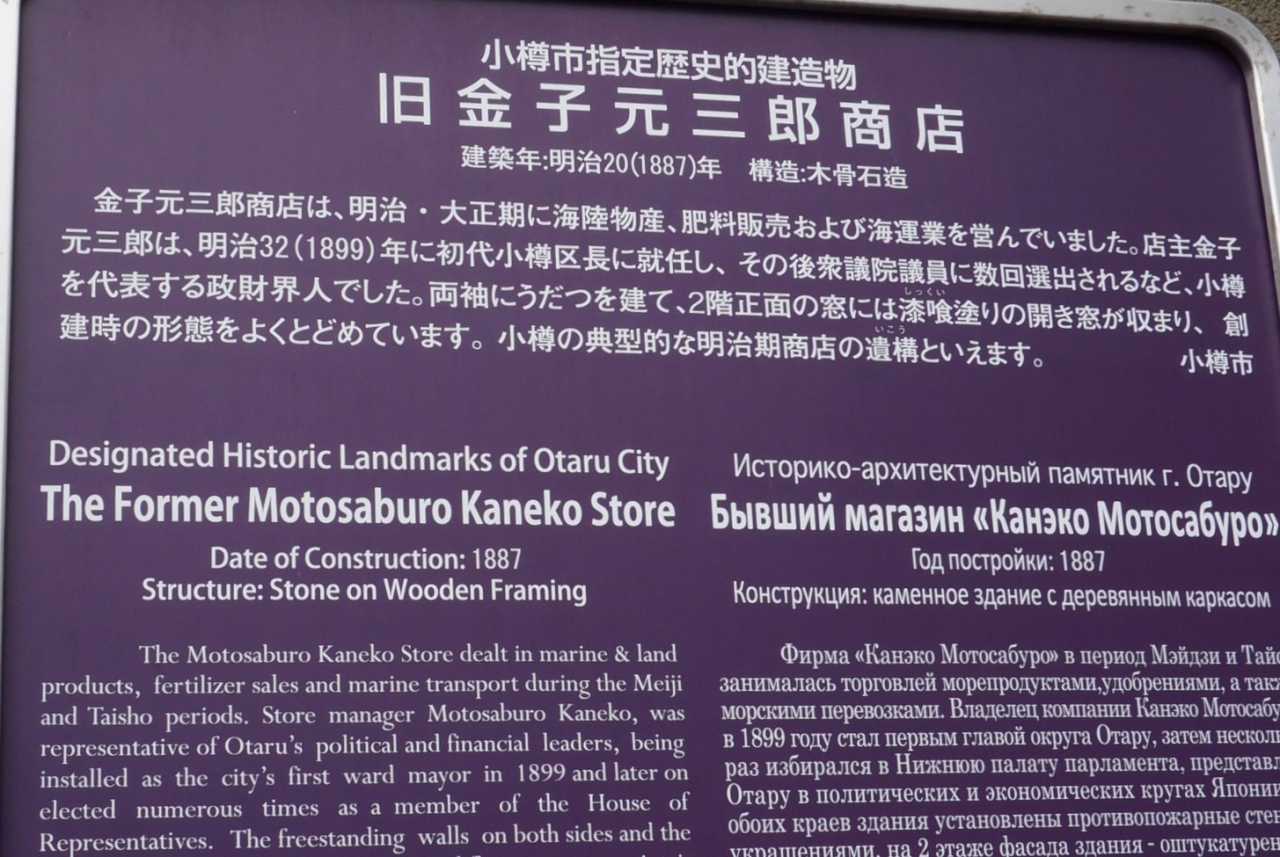 小樽市指定歴史的建造物
旧金子元三郎商店
建築年:明治20(1887)年 構造:木骨石造
金子元三郎商店は、明治・大正期に海陸物産、肥料販売および海運業を営んでいました。店主金子
元三郎は、明治32(1899)年に初代小樽区長に就任し、その後衆議院議員に数回選出されるなど、小樽
を代表する政財界人でした。両袖にうだつを建て、2階正面の窓には漆喰塗りの開き窓が収まり、創
しっくい
建時の形態をよくとどめています。小樽の典型的な明治期商店の遺構といえます。
いこう
小樽市
Designated Historic Landmarks of Otaru City
The Former Motosaburo Kaneko Store
Date of Construction: 1887
Structure: Stone on Wooden Framing
The Motosaburo Kaneko Store dealt in marine & land
products, fertilizer sales and marine transport during the Meiji
and Taisho periods. Store manager Motosaburo Kaneko, was
representative of Otaru's political and financial leaders, being
installed as the city's first ward mayor in 1899 and later on
elected numerous times as a member of the House of
Representatives. The freestanding walls on both sides and the
Историко-архитектурный памятник г. Отару
Бывший магазин «Канэко Мотосабуро»
Год постройки: 1887
Конструкция: каменное здание с деревянным каркасом
Фирма «Канэко Мотосабуро» в период Мэйдзи и
занималась торговлей морепродуктами,удобрениями, а
морскими перевозками. Владелец компании Канэко
в 1899 году стал первым главой округа Отару, затем
раз избирался в Нижнюю палату парламента,
Отару в политических и экономических кругах
обоих краев здания установлены противопожарные
украшениями, на 2 этаже фасада здания -